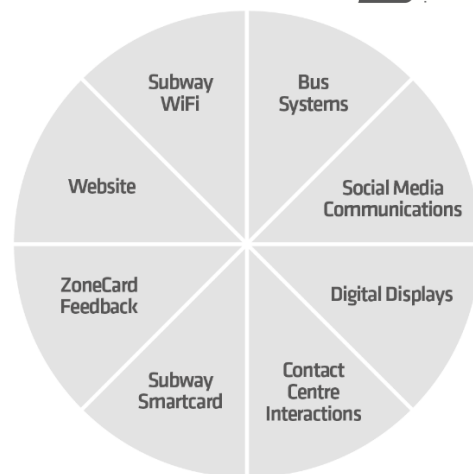 Subway
WiFi
Bus
Systems
Website
Social Media
Communications
ZoneCard
Feedback
Digital Displays
Subway
Smartcard
Contact
Centre
Interactions